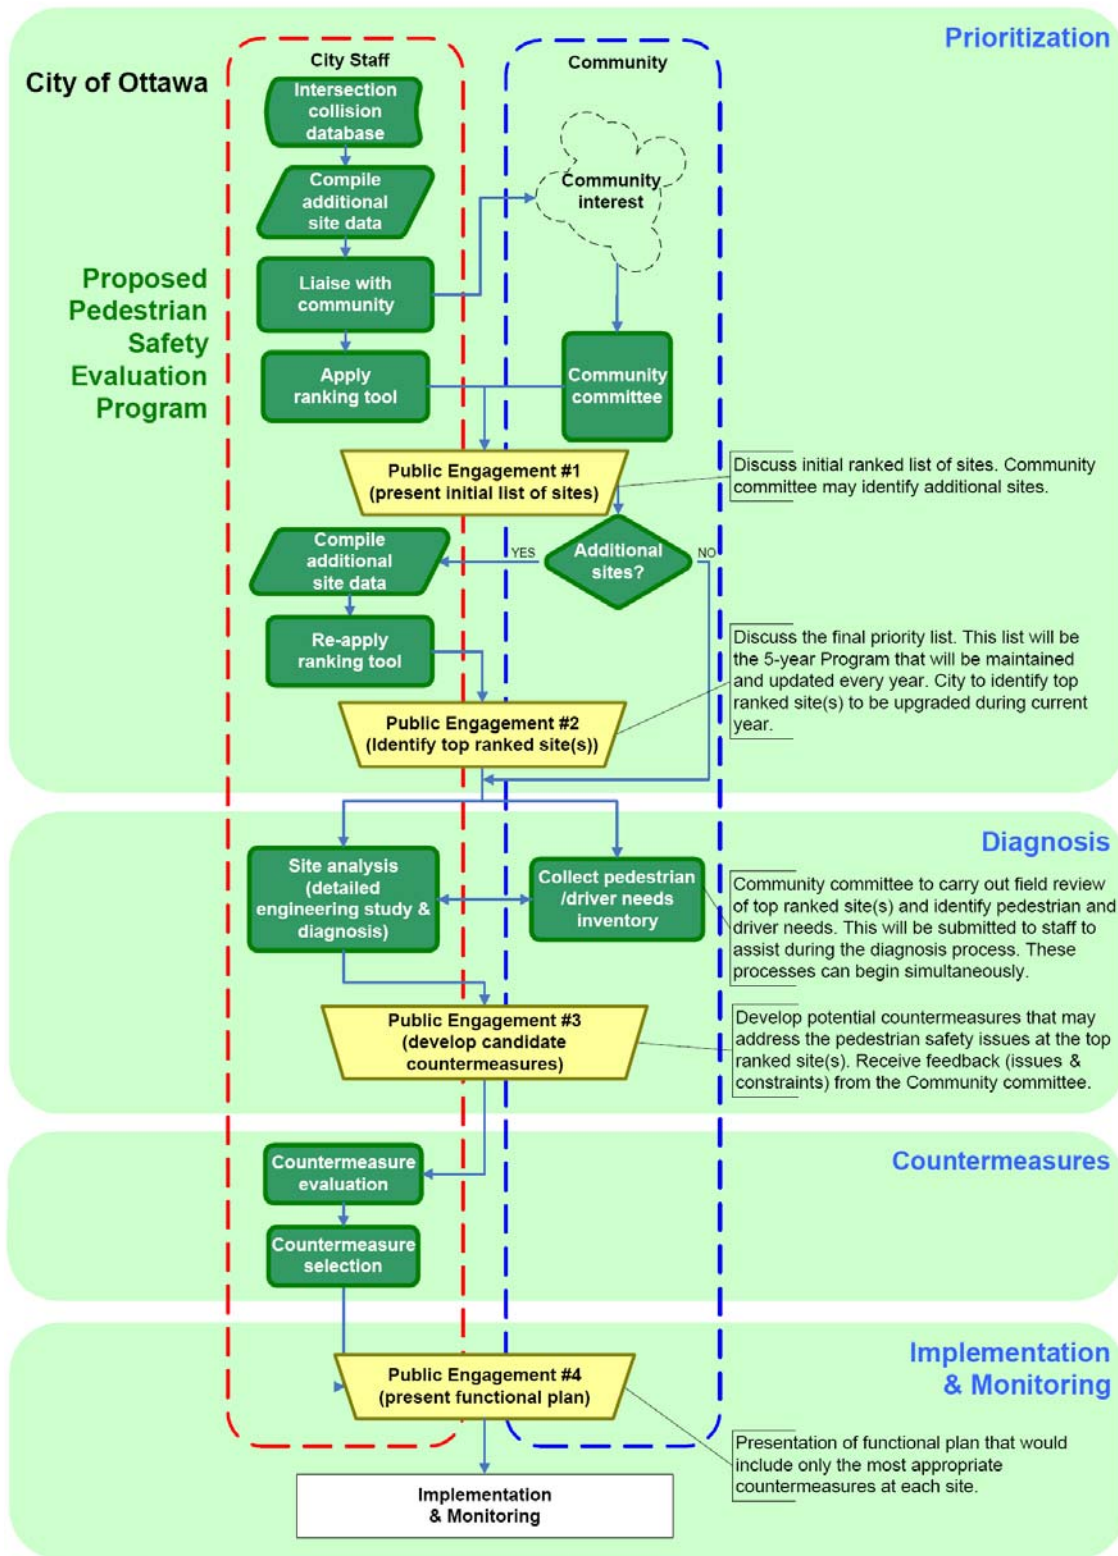 Prioritization
City of Ottawa
City Staff
Community
Intersection
collision
database
Compile
additional
site data
Community
interest
Proposed
Pedestrian
Safety
Evaluation
Program
Liaise with
community
Apply
ranking tool
Community
committee
Public Engagement #1
(present initial list of sites)
Discuss initial ranked list of sites. Community
committee may identify additional sites.
Compile
additional
site data
YES
Additional
sites?
NO
Re-apply
ranking tool
Discuss the final priority list. This list will be
the 5-year Program that will be maintained
and updated every year. City to identify top
ranked site(s) to be upgraded during current
year.
Public Engagement #2
(Identify top ranked site(s))
Diagnosis
Site analysis
(detailed
engineering study &
diagnosis)
Collect pedestrian
/driver needs
inventory
Community committee to carry out field review
of top ranked site(s) and identify pedestrian and
driver needs. This will be submitted to staff to
assist during the diagnosis process. These
processes can begin simultaneously.
Public Engagement #3
(develop candidate
countermeasures)
Develop potential countermeasures that may
address the pedestrian safety issues at the top
ranked site(s). Receive feedback (issues &
constraints) from the Community committee.
Countermeasures
Countermeasure
evaluation
Countermeasure
selection
Implementation
& Monitoring
Public Engagement #4
(present functional plan)
Presentation of functional plan that would
include only the most appropriate
countermeasures at each site.
Implementation
& Monitoring